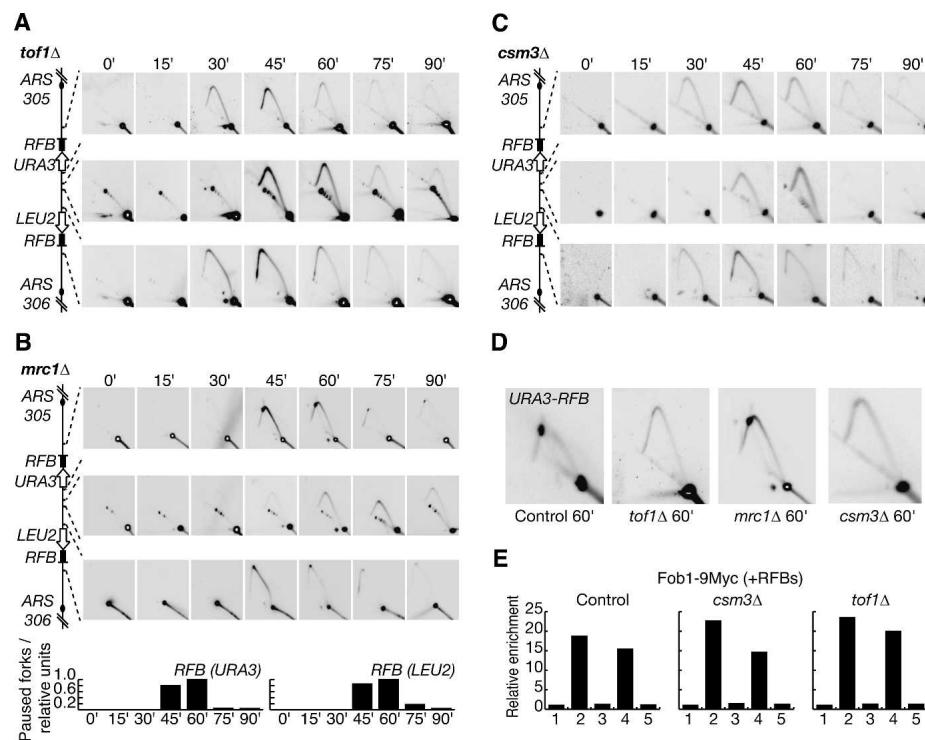 A
tof1Δ
0' 15' 30' 45' 60' 75' 90'
ARS
305
RFB
URA3
LEU2
RFB
ARS
306
B
mrc1Δ
0' 15' 30' 45' 60' 75' 90'
ARS
305
RFB
URA3
LEU2
RFB
ARS
306
Paused forks /
relative units
1.0
0.6
0.2
RFB (URA3)
RFB (LEU2)
0' 15' 30' 45' 60' 75' 90'
0' 15' 30' 45' 60' 75' 90'
C
csm3Δ
0' 15' 30' 45' 60' 75' 90'
ARS
305
RFB
URA3
LEU2
RFB
ARS
306
D
URA3-RFB
Control 60' tof1Δ 60' mrc1Δ 60' csm3Δ 60'
E
Fob1-9Myc (+RFBs)
Control csm3Δ tof1Δ
Relative enrichment
25
20
15
10
5
0
1 2 3 4 5 1 2 3 4 5 1 2 3 4 5